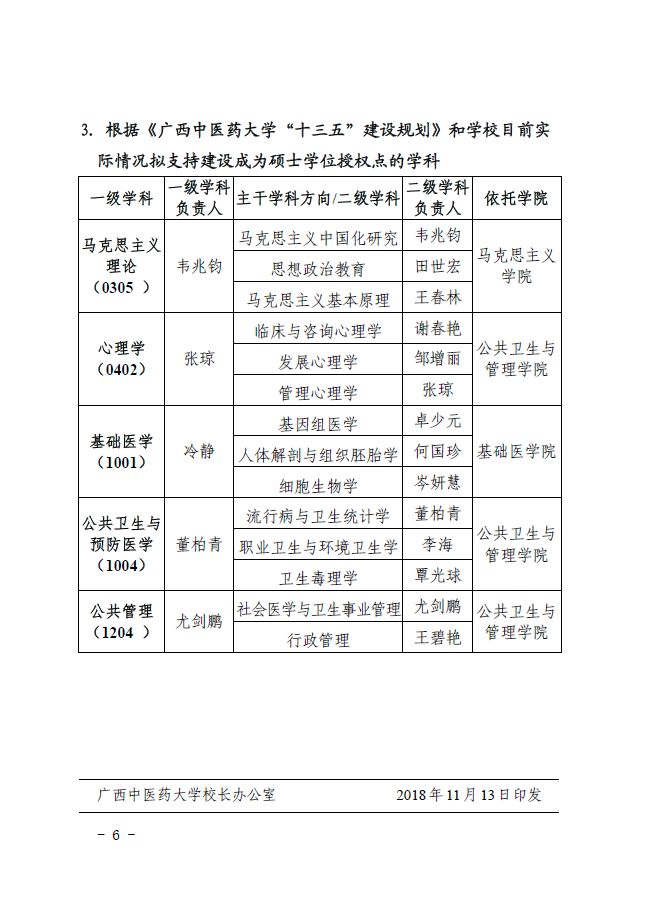 3. 根据《广西中医药大学“十三五”建设规划》和学校目前实
际情况拟支持建设成为硕士学位授权点的学科
一级学科 一级学科负责人 主干学科方向/二级学科 二级学科负责人 依托学院
马克思主义理论（0305 ） 韦兆钧 马克思主义中国化研究 韦兆钧 马克思主义学院
思想政治教育 田世宏
马克思主义基本原理 王春林
心理学（0402） 张琼 临床与咨询心理学 谢春艳 公共卫生与管理学院
发展心理学 邹增丽
管理心理学 张琼
基础医学（1001） 冷静 基因组医学 卓少元 基础医学院
人体解剖与组织胚胎学 何国珍
细胞生物学 岑妍慧
公共卫生与预防医学（1004） 董柏青 流行病与卫生统计学 董柏青 公共卫生与管理学院
职业卫生与环境卫生学 李海
卫生毒理学 覃光球
公共管理（1204 ） 尤剑鹏 社会医学与卫生事业管理 尤剑鹏 公共卫生与管理学院
行政管理 王碧艳
广西中医药大学校长办公室 2018年11月13日印发
- 6 -